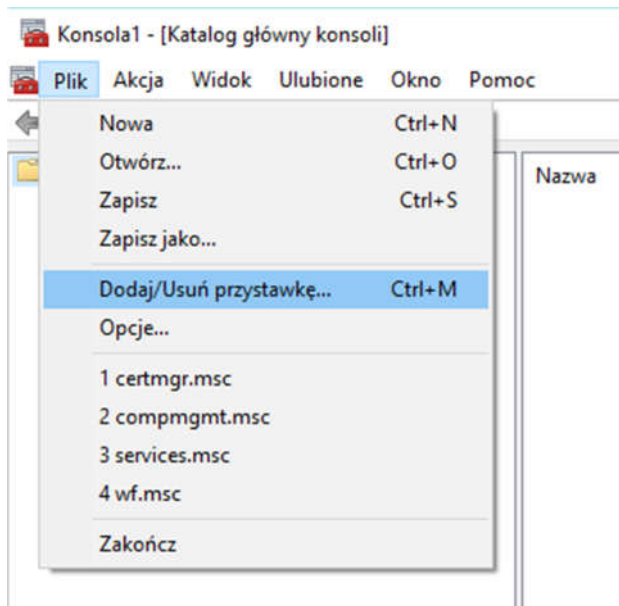 Konsola1 - [Katalog główny konsoli]
Plik Akcja Widok Ulubione Okno Pomoc
Nowa Ctrl+N
Otwórz... Ctrl+O
Zapisz Ctrl+S
Zapisz jako...
Dodaj/Usuń przystawkę... Ctrl+M
Opcje...
1 certmgr.msc
2 compmgmt.msc
3 services.msc
4 wf.msc
Zakończ
Nazwa